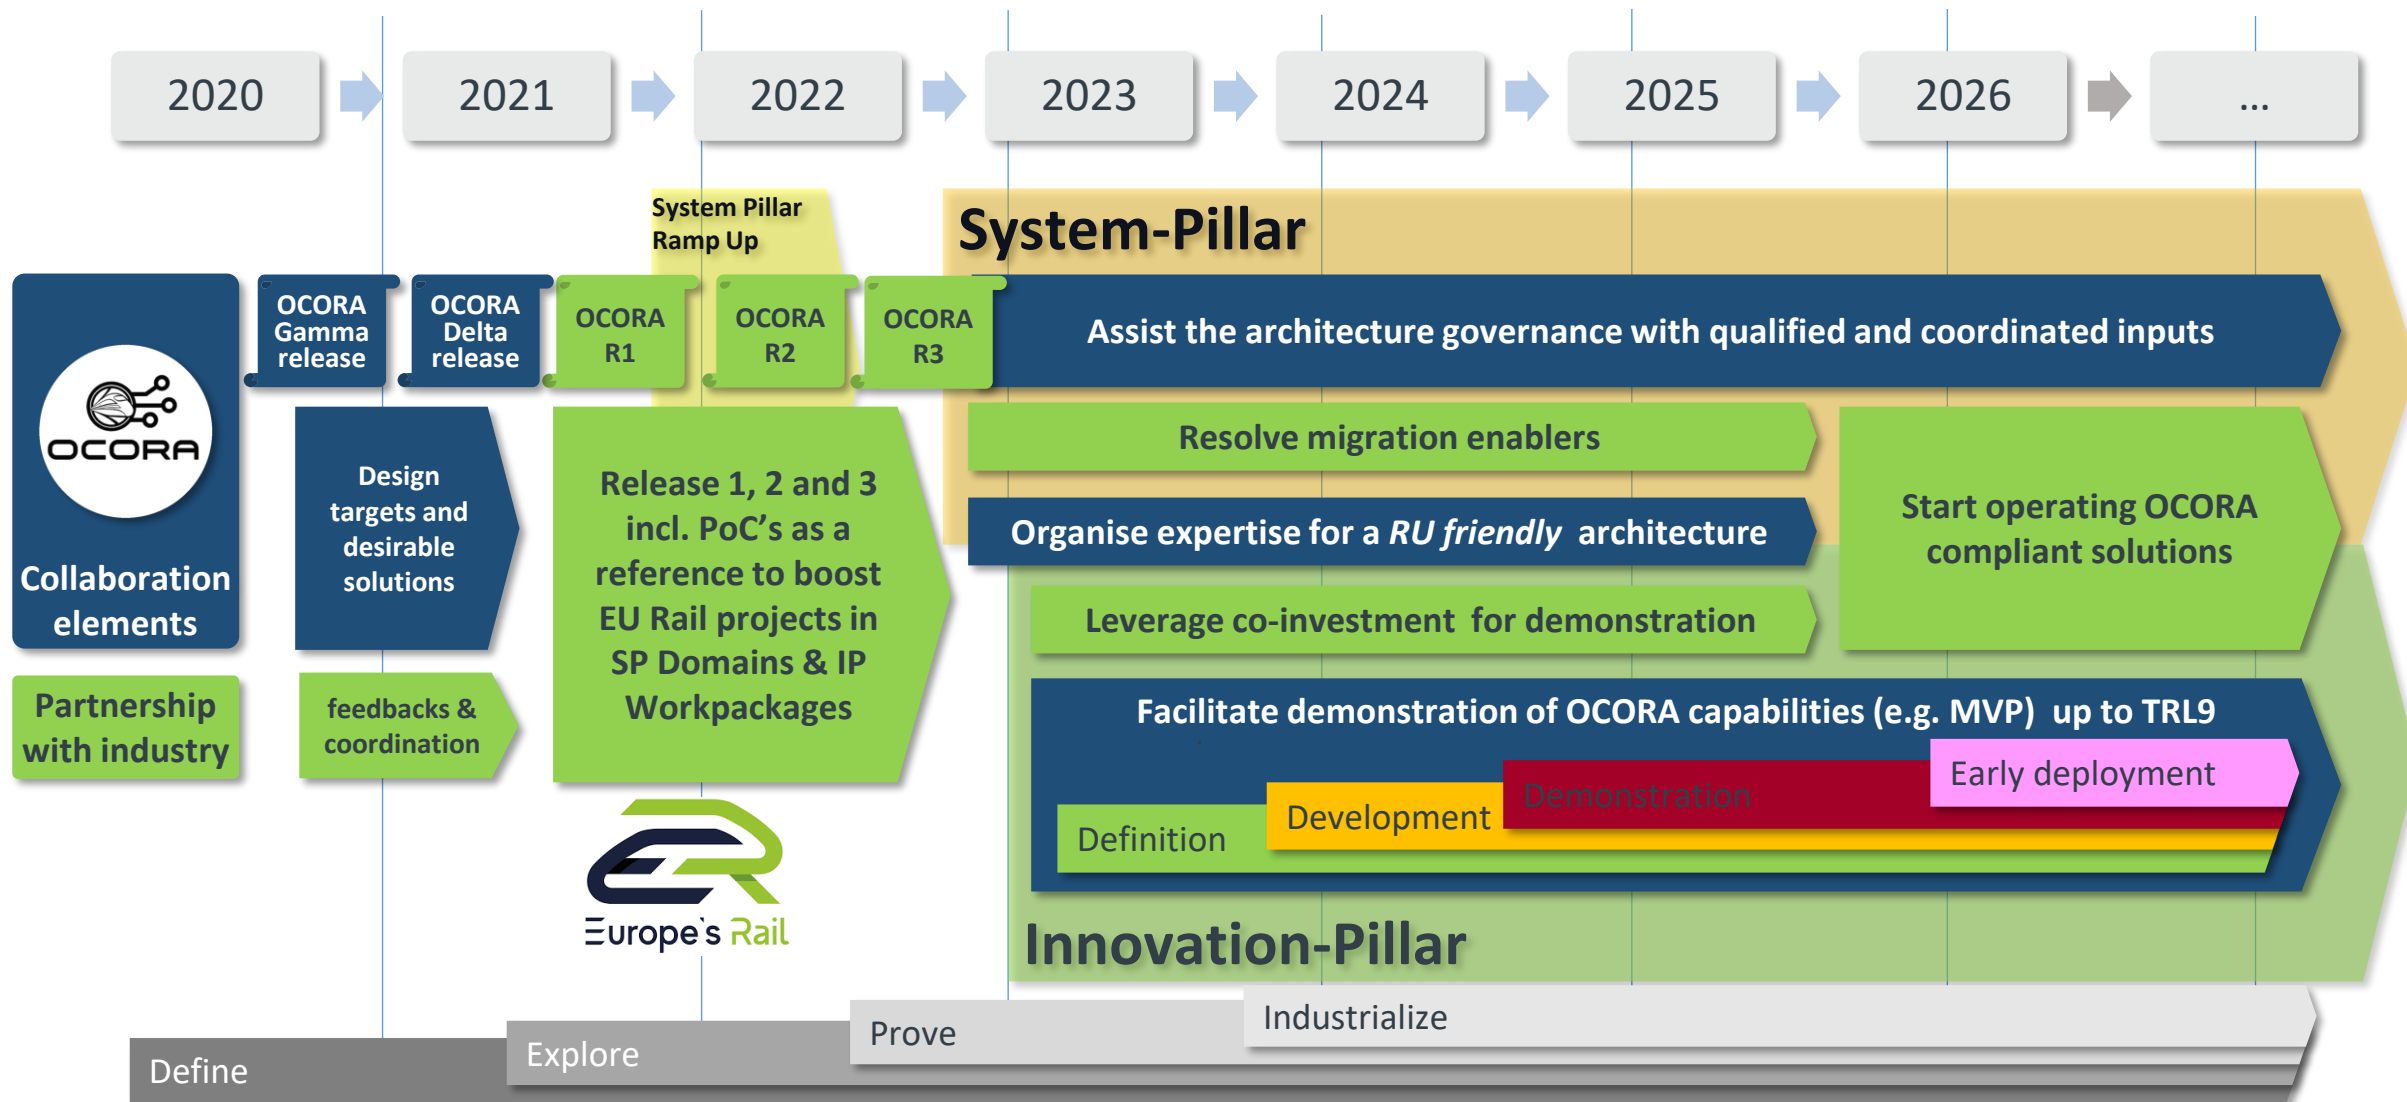 2020
2021
2022
2023
2024
2025
2026
...
System Pillar
Ramp Up
System-Pillar
OCORA
Gamma
release
OCORA
Delta
release
OCORA
R1
OCORA
R2
OCORA
R3
Assist the architecture governance with qualified and coordinated inputs
OCORA
Collaboration
elements
Design
targets and
desirable
solutions
Release 1, 2 and 3
incl. PoC’s as a
reference to boost
EU Rail projects in
SP Domains & IP
Workpackages
Resolve migration enablers
Organise expertise for a RU friendly architecture
Leverage co-investment for demonstration
Start operating OCORA
compliant solutions
Partnership
with industry
feedbacks &
coordination
Facilitate demonstration of OCORA capabilities (e.g. MVP) up to TRL9
Early deployment
Demonstration
Development
Definition
Europe's Rail
Innovation-Pillar
Industrialize
Prove
Explore
Define